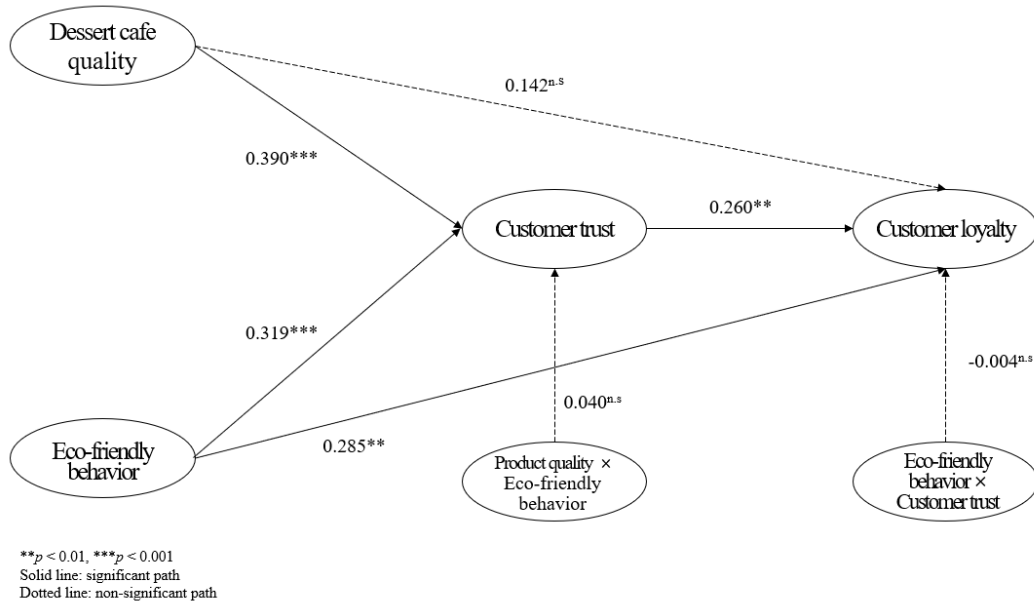 Dessert cafe
quality
0.142n.s
0.390***
Customer trust
0.260**
Customer loyalty
0.319***
-0.004n.s
0.040n.s
0.285**
Eco-friendly
behavior
Product quality ×
Eco-friendly
behavior
Eco-friendly
behavior ×
Customer trust
**p < 0.01, ***p < 0.001
Solid line: significant path
Dotted line: non-significant path